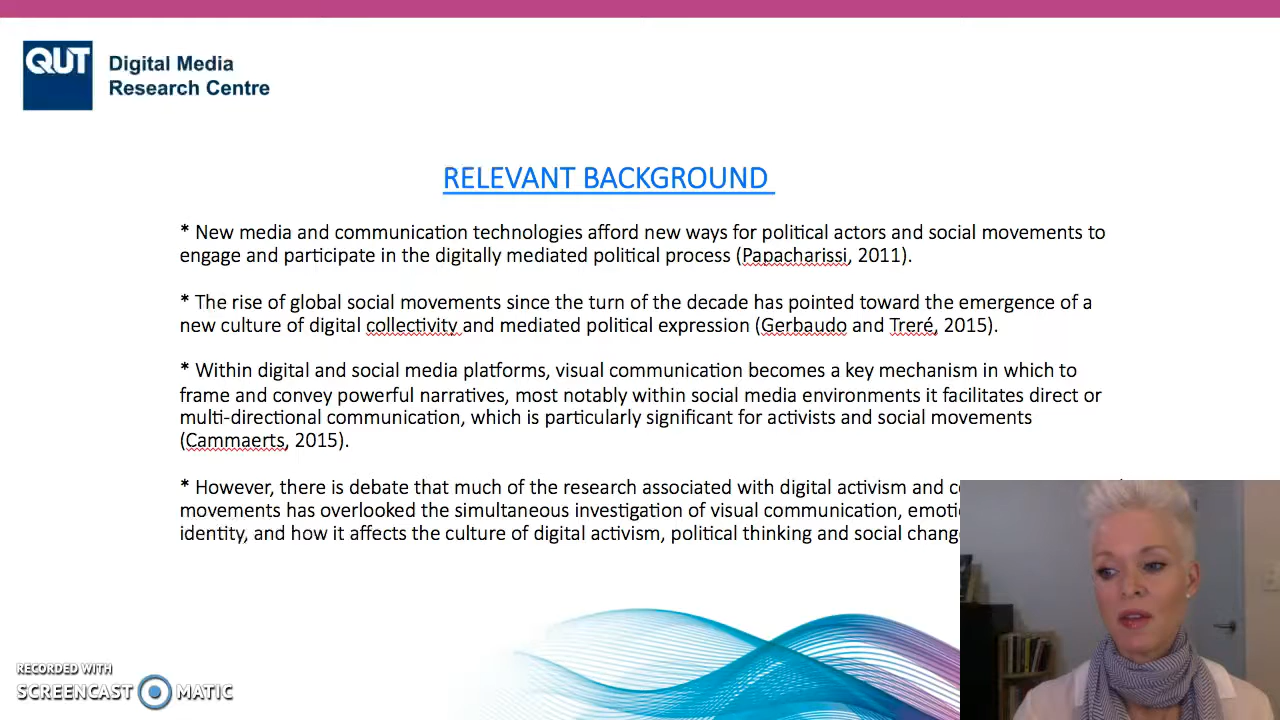 QUT
Digital Media
Research Centre
RELEVANT BACKGROUND
* New media and communication technologies afford new ways for political actors and social movements to
engage and participate in the digitally mediated political process (Papacharissi, 2011).
* The rise of global social movements since the turn of the decade has pointed toward the emergence of a
new culture of digital collectivity and mediated political expression (Gerbaudo and Treré, 2015).
* Within digital and social media platforms, visual communication becomes a key mechanism in which to
frame and convey powerful narratives, most notably within social media environments it facilitates direct or
multi-directional communication, which is particularly significant for activists and social movements
(Cammaerts, 2015).
* However, there is debate that much of the research associated with digital activism and
movements has overlooked the simultaneous investigation of visual communication,
identity, and how it affects the culture of digital activism, political thinking and social
RECORDED WITH
SCREENCAST MATIC